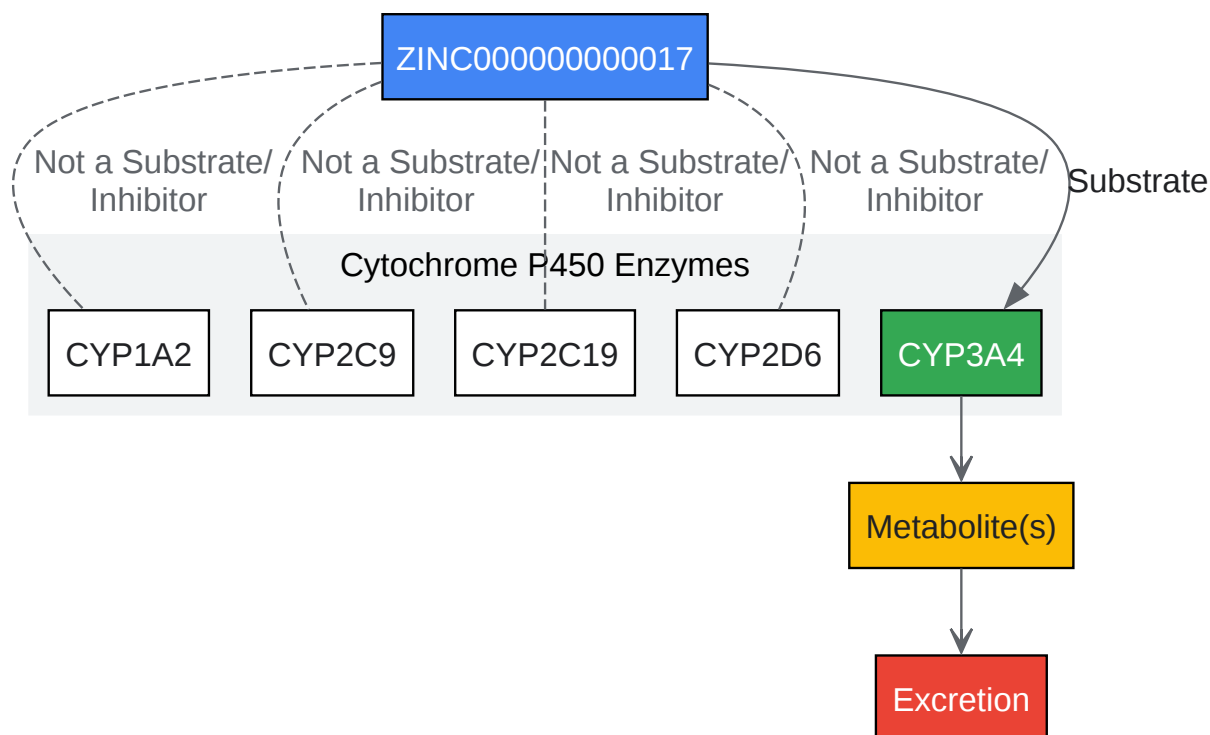 ZINC000000000017
Not a Substrate/
Inhibitor
Not a Substrate/
Inhibitor
Not a Substrate/
Inhibitor
Not a Substrate/
Inhibitor
Substrate
Cytochrome P450 Enzymes
CYP1A2
CYP2C9
CYP2C19
CYP2D6
CYP3A4
Metabolite(s)
Excretion